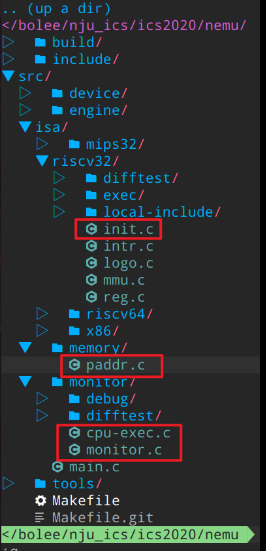 .. (up a dir)
</bolee/nju_ics/ics2020/nemu/
▷ build/
▷ include/
▼ src/
▷ device/
▷ engine/
▼ isa/
▷ mips32/
▼ riscv32/
▷ difftest/
▷ exec/
▷ local-include/
init.c
intr.c
logo.c
mmu.c
reg.c
▷ riscv64/
▷ x86/
▼ memory/
paddr.c
▼ monitor/
▷ debug/
▷ difftest/
cpu-exec.c
monitor.c
main.c
▷ tools/
Makefile
Makefile.git
</bolee/nju_ics/ics2020/nemu